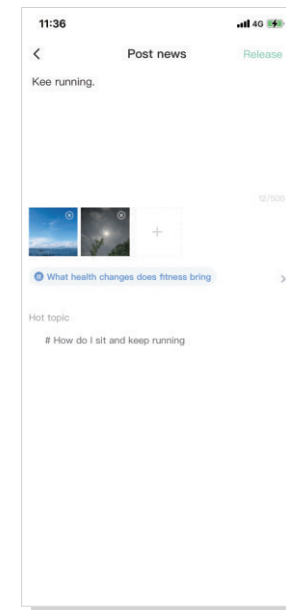 11:36
4G
Post news
Release
Kee running.
12/500
What health changes does fitness bring
Hot topic
# How do I sit and keep running